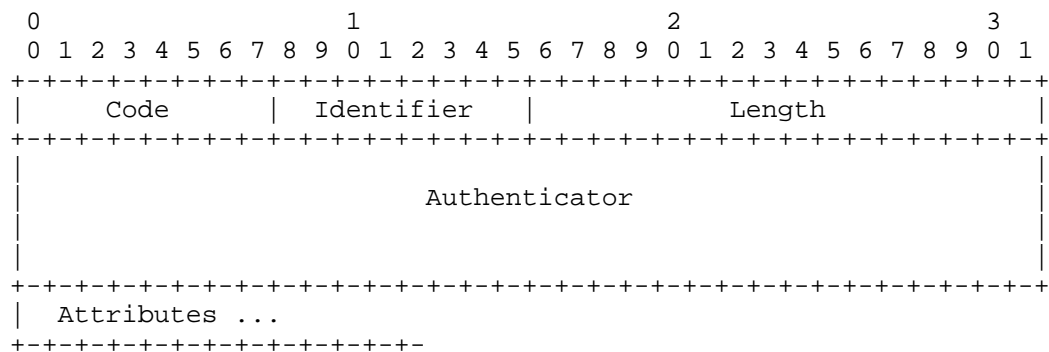 0                   1                   2                   3
 0 1 2 3 4 5 6 7 8 9 0 1 2 3 4 5 6 7 8 9 0 1 2 3 4 5 6 7 8 9 0 1
+-+-+-+-+-+-+-+-+-+-+-+-+-+-+-+-+-+-+-+-+-+-+-+-+-+-+-+-+-+-+-+-+
|     Code      |  Identifier   |            Length             |
+-+-+-+-+-+-+-+-+-+-+-+-+-+-+-+-+-+-+-+-+-+-+-+-+-+-+-+-+-+-+-+-+
|                                                               |
|                         Authenticator                         |
|                                                               |
|                                                               |
+-+-+-+-+-+-+-+-+-+-+-+-+-+-+-+-+-+-+-+-+-+-+-+-+-+-+-+-+-+-+-+-+
|  Attributes ...
+-+-+-+-+-+-+-+-+-+-+-+-+-